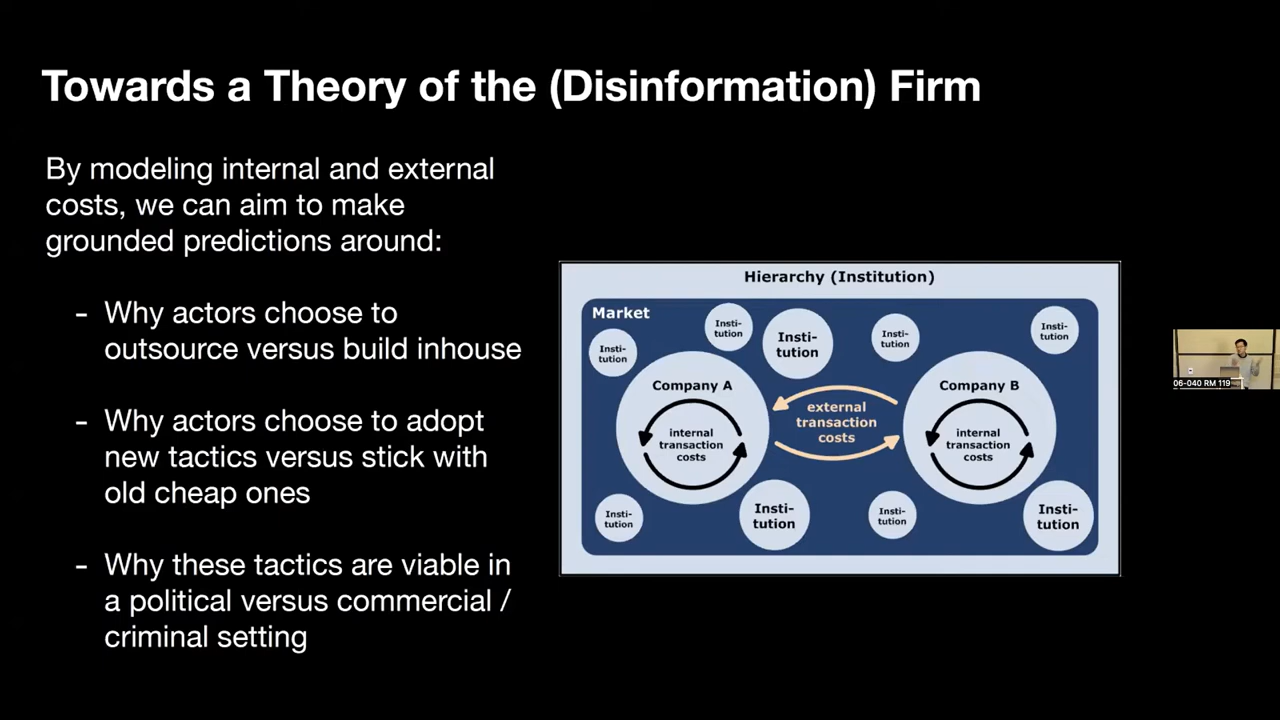 Towards a Theory of the (Disinformation) Firm
By modeling internal and external
costs, we can aim to make
grounded predictions around:
- Why actors choose to
outsource versus build inhouse
- Why actors choose to adopt
new tactics versus stick with
old cheap ones
- Why these tactics are viable in
a political versus commercial /
criminal setting
Hierarchy (Institution)
Market
Insti-
tution
Insti-
tution
Insti-
tution
Insti-
tution
Insti-
tution
Company A
internal
transaction
costs
external
transaction
costs
Company B
internal
transaction
costs
Insti-
tution
Insti-
tution
Insti-
tution
Insti-
tution
06-040 RM 119